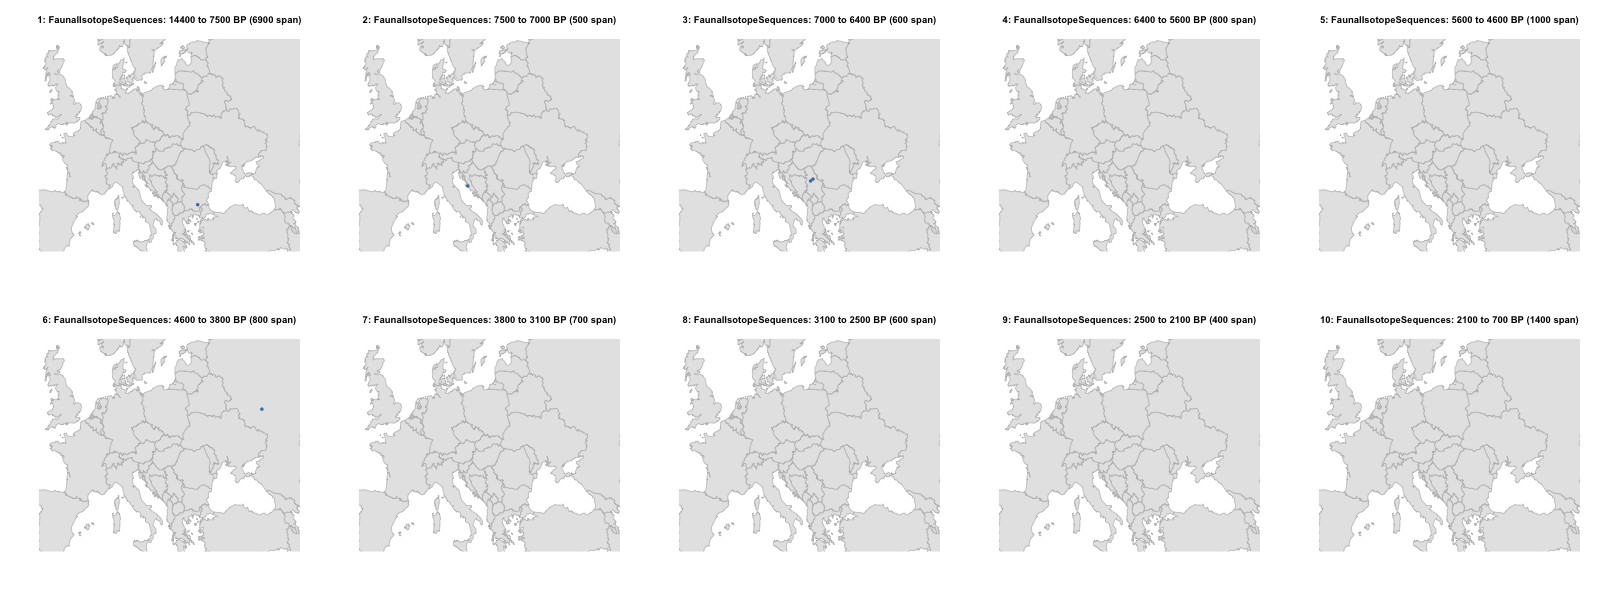 1: FaunalIsotopeSequences: 14400 to 7500 BP (6900 span)
2: FaunalIsotopeSequences: 7500 to 7000 BP (500 span)
3: FaunalIsotopeSequences: 7000 to 6400 BP (600 span)
4: FaunalIsotopeSequences: 6400 to 5600 BP (800 span)
5: FaunalIsotopeSequences: 5600 to 4600 BP (1000 span)
6: FaunalIsotopeSequences: 4600 to 3800 BP (800 span)
7: FaunalIsotopeSequences: 3800 to 3100 BP (700 span)
8: FaunalIsotopeSequences: 3100 to 2500 BP (600 span)
9: FaunalIsotopeSequences: 2500 to 2100 BP (400 span)
10: FaunalIsotopeSequences: 2100 to 700 BP (1400 span)